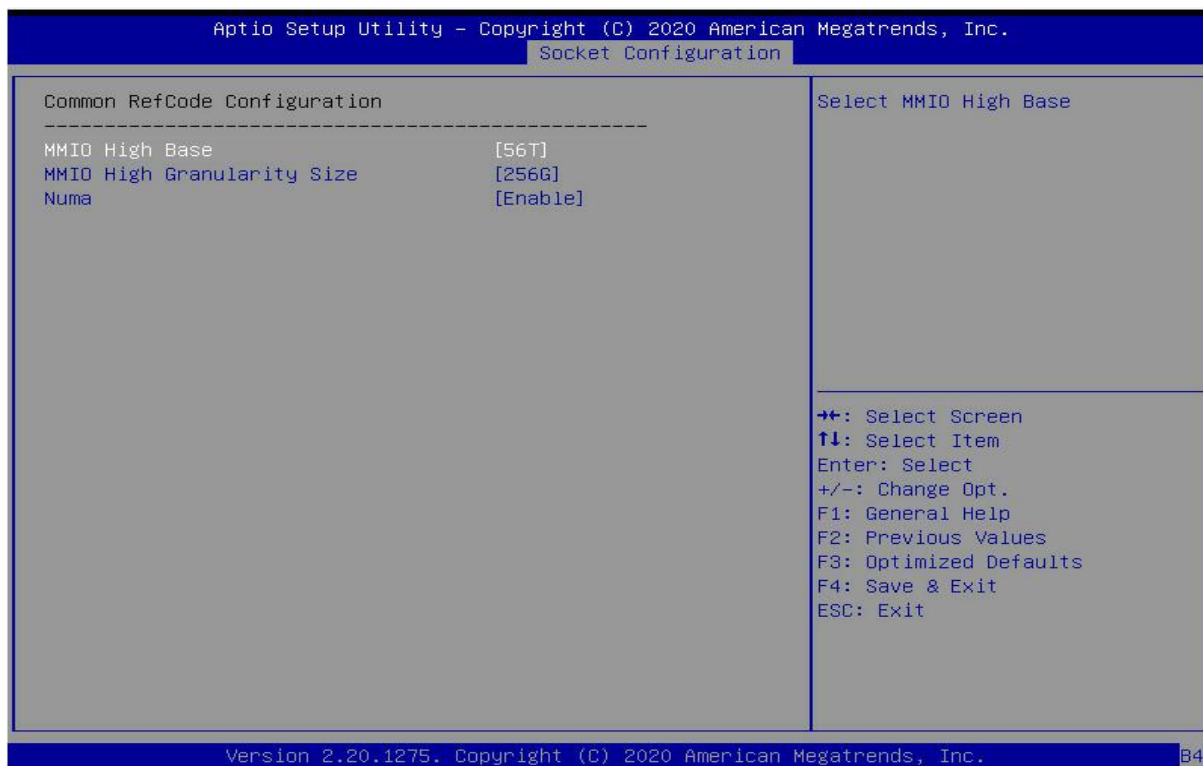 Aptio Setup Utility – Copyright (C) 2020 American Megatrends, Inc.
Socket Configuration
Common RefCode Configuration
--------------------------------------------------
MMIO High Base [56T]
MMIO High Granularity Size [256G]
Numa [Enable]
Select MMIO High Base
→←: Select Screen
↑↓: Select Item
Enter: Select
+/-: Change Opt.
F1: General Help
F2: Previous Values
F3: Optimized Defaults
F4: Save & Exit
ESC: Exit
Version 2.20.1275. Copyright (C) 2020 American Megatrends, Inc.
B4